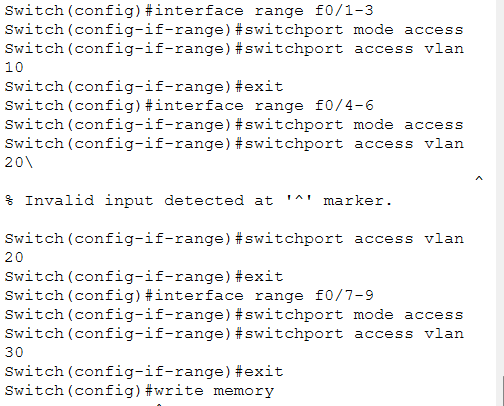 Switch(config)#interface range f0/1-3
Switch(config-if-range)#switchport mode access
Switch(config-if-range)#switchport access vlan
10
Switch(config-if-range)#exit
Switch(config)#interface range f0/4-6
Switch(config-if-range)#switchport mode access
Switch(config-if-range)#switchport access vlan
20\
^
% Invalid input detected at '^' marker.
Switch(config-if-range)#switchport access vlan
20
Switch(config-if-range)#exit
Switch(config)#interface range f0/7-9
Switch(config-if-range)#switchport mode access
Switch(config-if-range)#switchport access vlan
30
Switch(config-if-range)#exit
Switch(config)#write memory
^